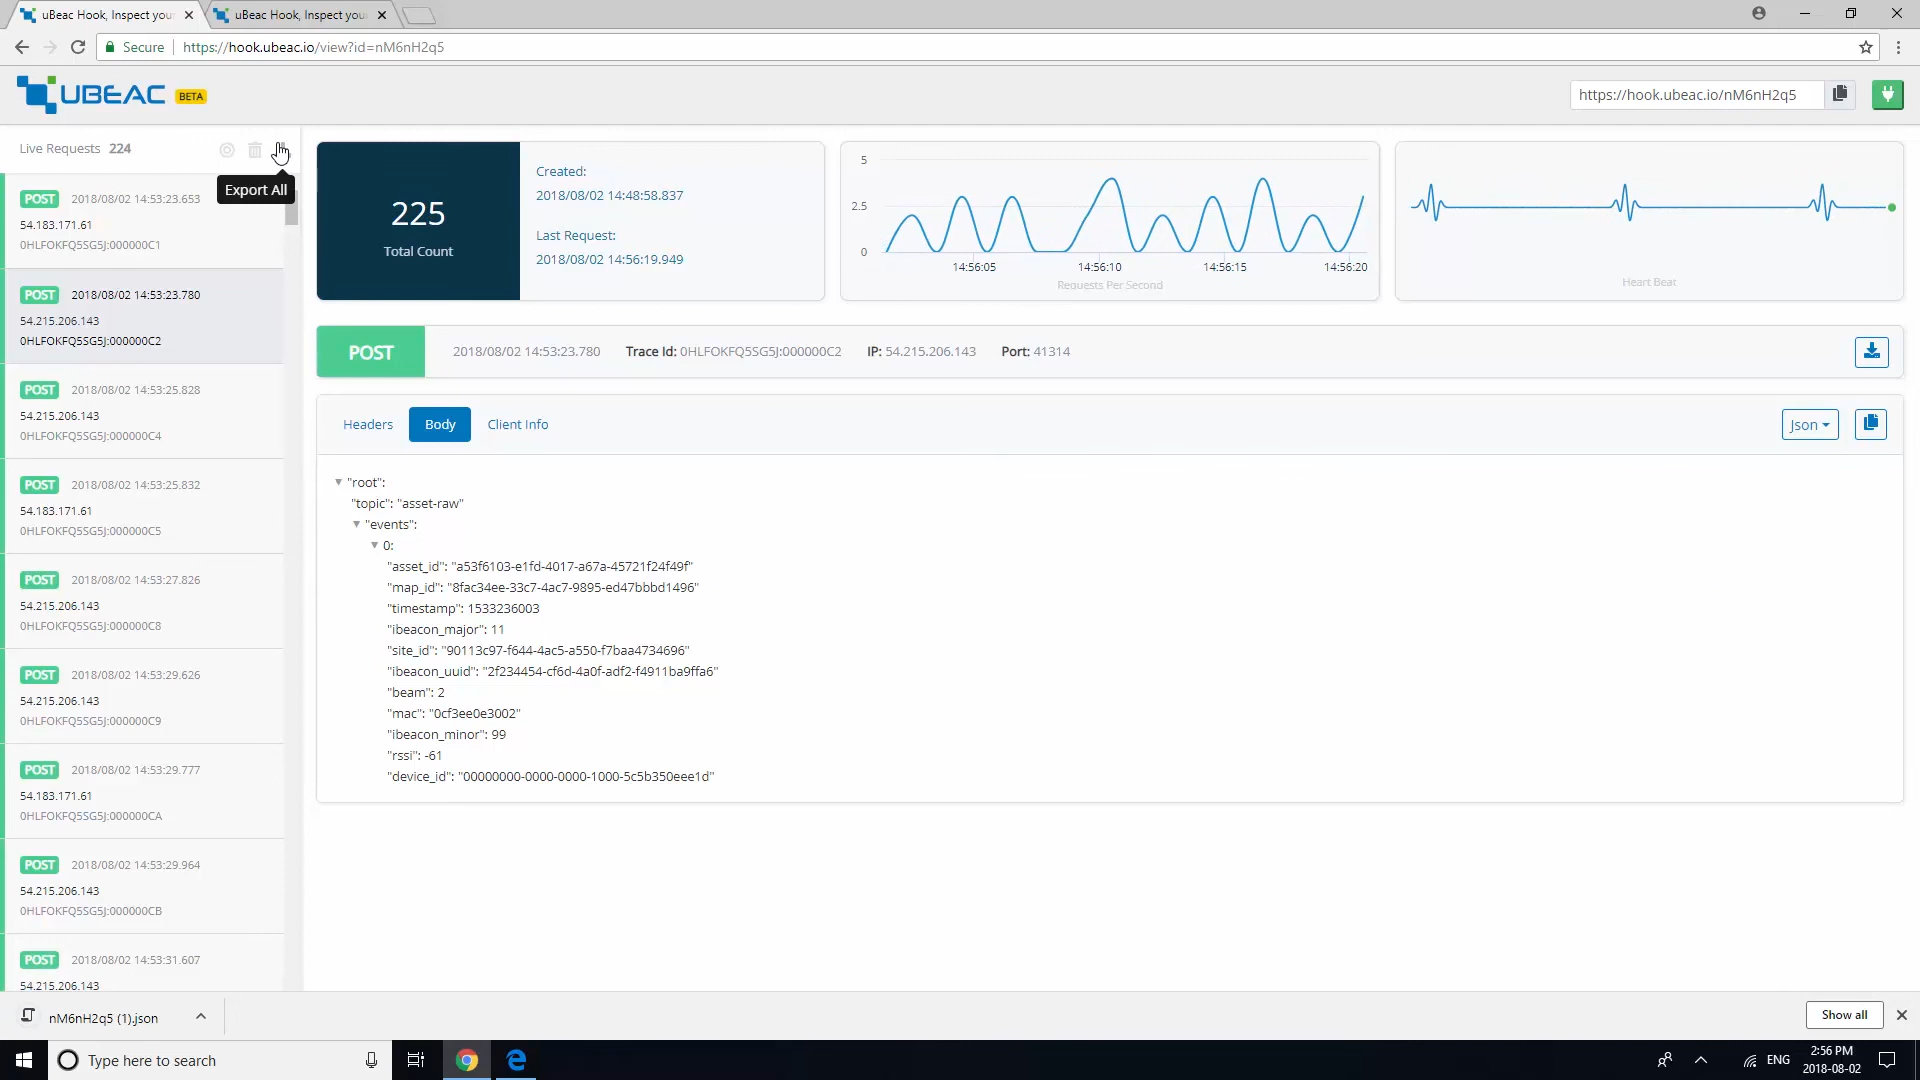 uBeac Hook, Inspect you
uBeac Hook, Inspect you
Secure
https://hook.ubeac.io/view?id=nM6nH2q5
UBEAC BETA
https://hook.ubeac.io/nM6nH2q5
Live Requests 224
Export All
POST 2018/08/02 14:53:23.653
54.183.171.61
0HLFOKFQ5SG5J:000000C1
POST 2018/08/02 14:53:23.780
54.215.206.143
0HLFOKFQ5SG5J:000000C2
POST 2018/08/02 14:53:25.828
54.215.206.143
0HLFOKFQ5SG5J:000000C4
POST 2018/08/02 14:53:25.832
54.183.171.61
0HLFOKFQ5SG5J:000000C5
POST 2018/08/02 14:53:27.826
54.215.206.143
0HLFOKFQ5SG5J:000000C8
POST 2018/08/02 14:53:29.626
54.215.206.143
0HLFOKFQ5SG5J:000000C9
POST 2018/08/02 14:53:29.777
54.183.171.61
0HLFOKFQ5SG5J:000000CA
POST 2018/08/02 14:53:29.964
54.215.206.143
0HLFOKFQ5SG5J:000000CB
POST 2018/08/02 14:53:31.607
54.215.206.143
225
Total Count
Created:
2018/08/02 14:48:58.837
Last Request:
2018/08/02 14:56:19.949
5
2.5
0
14:56:05 14:56:10 14:56:15 14:56:20
Requests Per Second
Heart Beat
POST 2018/08/02 14:53:23.780 Trace Id: 0HLFOKFQ5SG5J:000000C2 IP: 54.215.206.143 Port: 41314
Headers Body Client Info Json
"root":
"topic": "asset-raw"
"events":
0:
"asset_id": "a53f6103-e1fd-4017-a67a-45721f24f49f"
"map_id": "8fac34ee-33c7-4ac7-9895-ed47bbbd1496"
"timestamp": 1533236003
"ibeacon_major": 11
"site_id": "90113c97-f644-4ac5-a550-f7baa4734696"
"ibeacon_uuid": "2f234454-cf6d-4a0f-adf2-f4911ba9ffa6"
"beam": 2
"mac": "0cf3ee0e3002"
"ibeacon_minor": 99
"rssi": -61
"device_id": "00000000-0000-0000-1000-5c5b350eee1d"
nM6nH2q5 (1).json
Show all
Type here to search
ENG
2:56 PM
2018-08-02